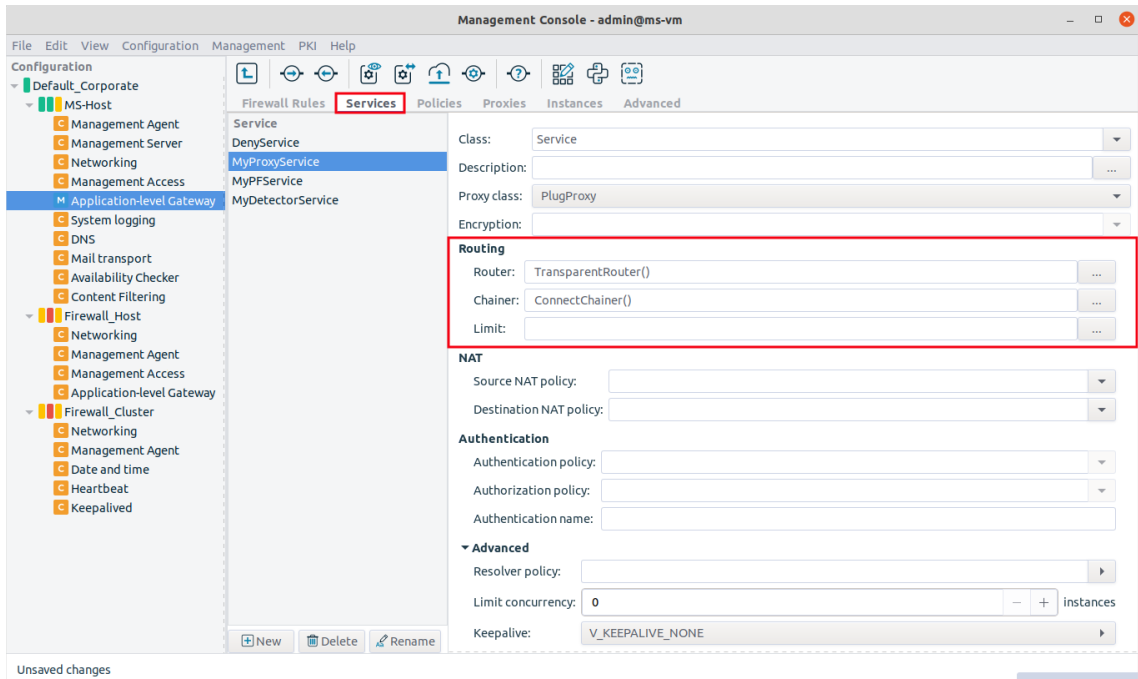 Management Console - admin@ms-vm
File Edit View Configuration Management PKI Help
Configuration
Default_Corporate
MS-Host
C Management Agent
C Management Server
C Networking
C Management Access
M Application-level Gateway
C System logging
C DNS
C Mail transport
C Availability Checker
C Content Filtering
Firewall_Host
C Networking
C Management Agent
C Management Access
C Application-level Gateway
Firewall_Cluster
C Networking
C Management Agent
C Date and time
C Heartbeat
C Keepalived
Firewall Rules Services Policies Proxies Instances Advanced
Service
DenyService
MyProxyService
MyPFService
MyDetectorService
New Delete Rename
Class: Service
Description: ...
Proxy class: PlugProxy
Encryption:
Routing
Router: TransparentRouter() ...
Chainer: ConnectChainer() ...
Limit: ...
NAT
Source NAT policy:
Destination NAT policy:
Authentication
Authentication policy:
Authorization policy:
Authentication name:
Advanced
Resolver policy:
Limit concurrency: 0 − + instances
Keepalive: V_KEEPALIVE_NONE
Unsaved changes